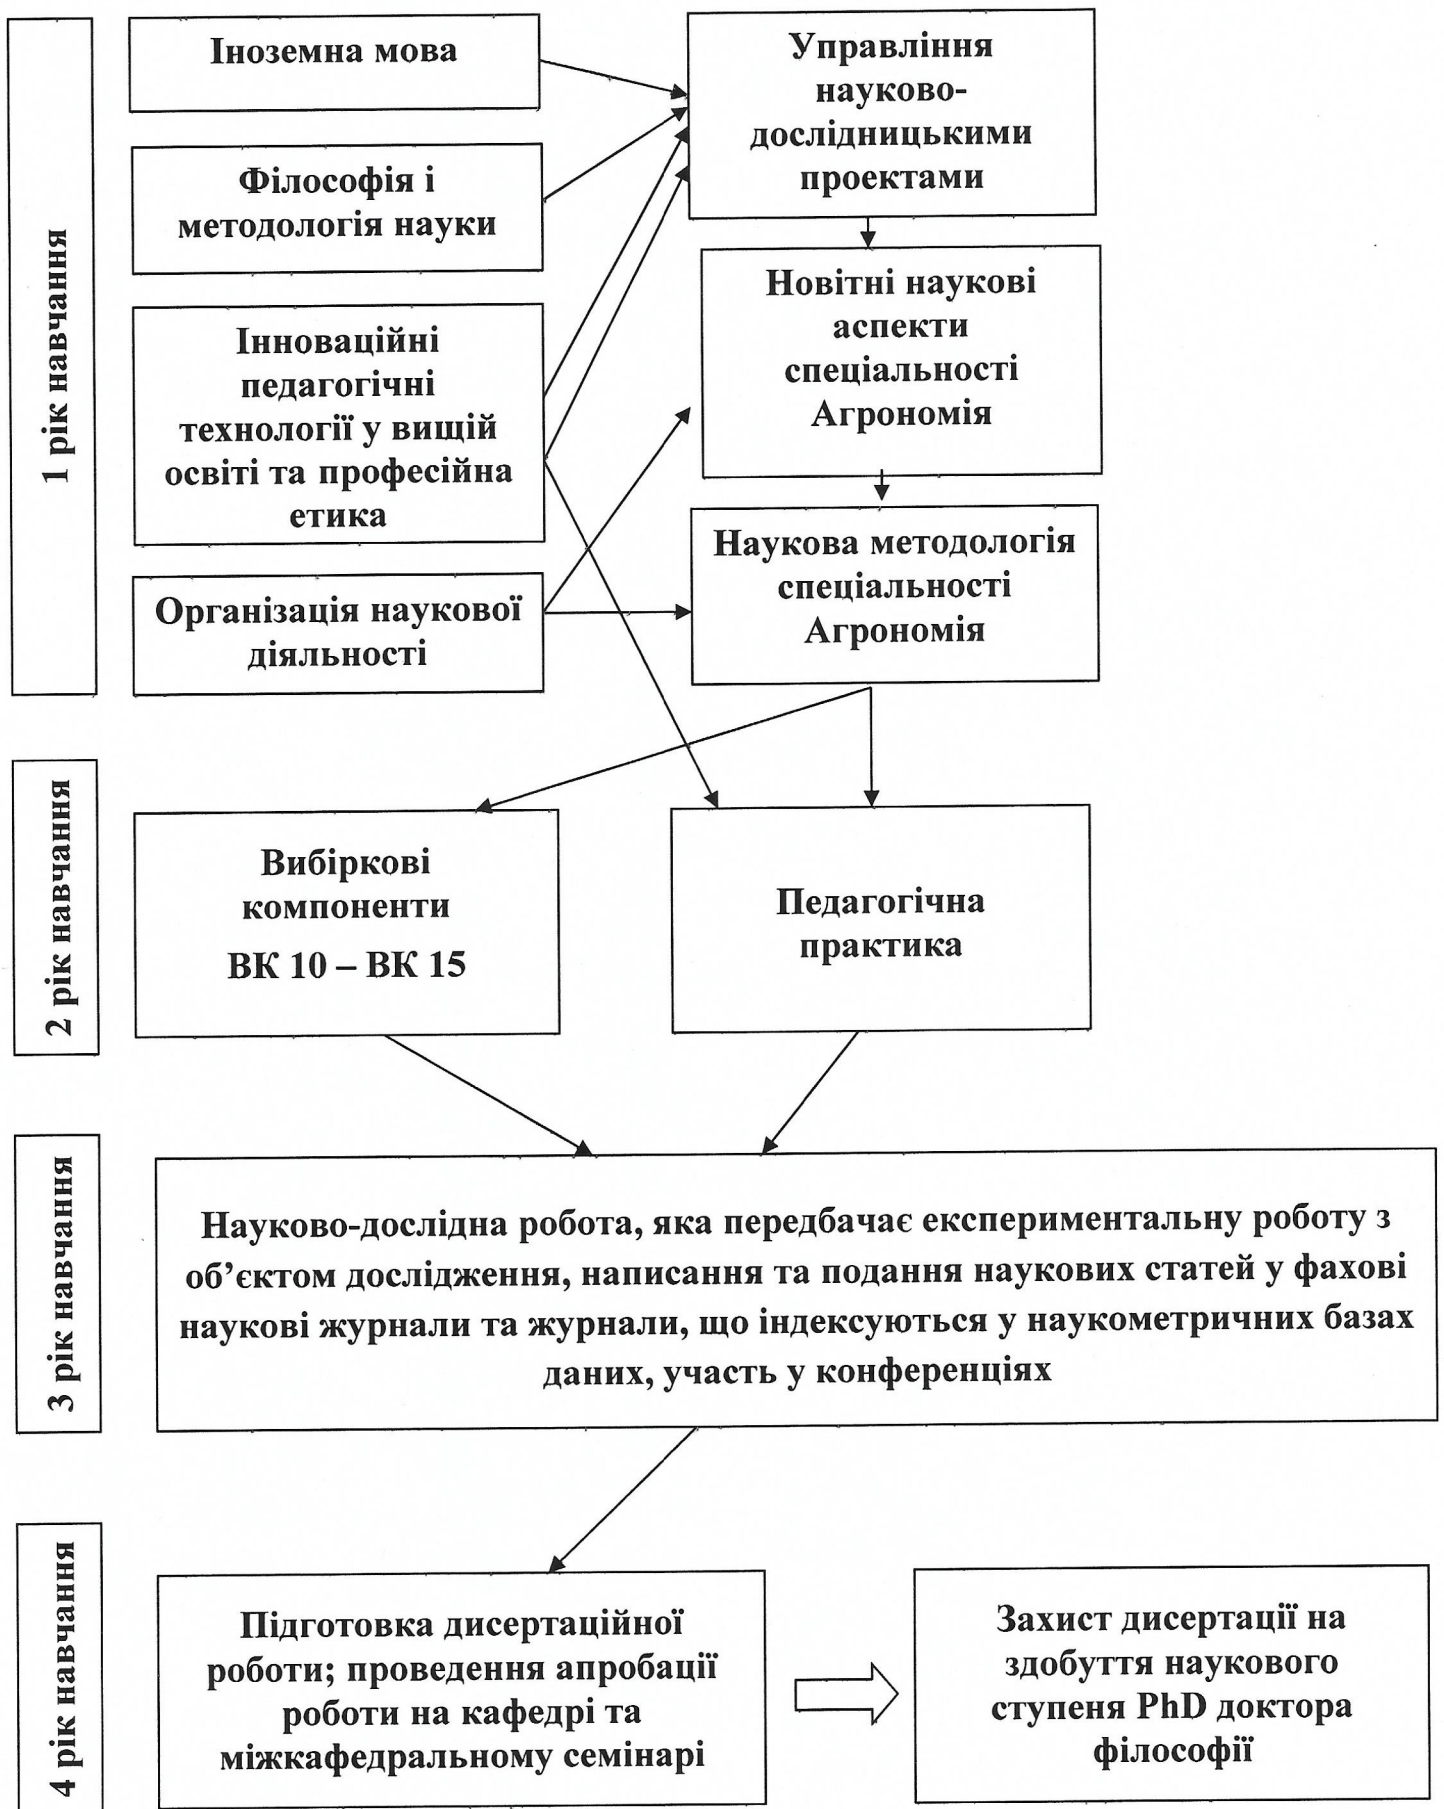 1 рік навчання
Іноземна мова
Філософія і
методологія науки
Інноваційні
педагогічні
технології у вищій
освіті та професійна
етика
Організація наукової
діяльності
Управління
науково-
дослідницькими
проектами
Новітні наукові
аспекти
спеціальності
Агрономія
Наукова методологія
спеціальності
Агрономія
2 рік навчання
Вибіркові
компоненти
ВК 10 – ВК 15
Педагогічна
практика
3 рік навчання
Науково-дослідна робота, яка передбачає експериментальну роботу з
об’єктом дослідження, написання та подання наукових статей у фахові
наукові журнали та журнали, що індексуються у наукометричних базах
даних, участь у конференціях
4 рік навчання
Підготовка дисертаційної
роботи; проведення апробації
роботи на кафедрі та
міжкафедральному семінарі
Захист дисертації на
здобуття наукового
ступеня PhD доктора
філософії